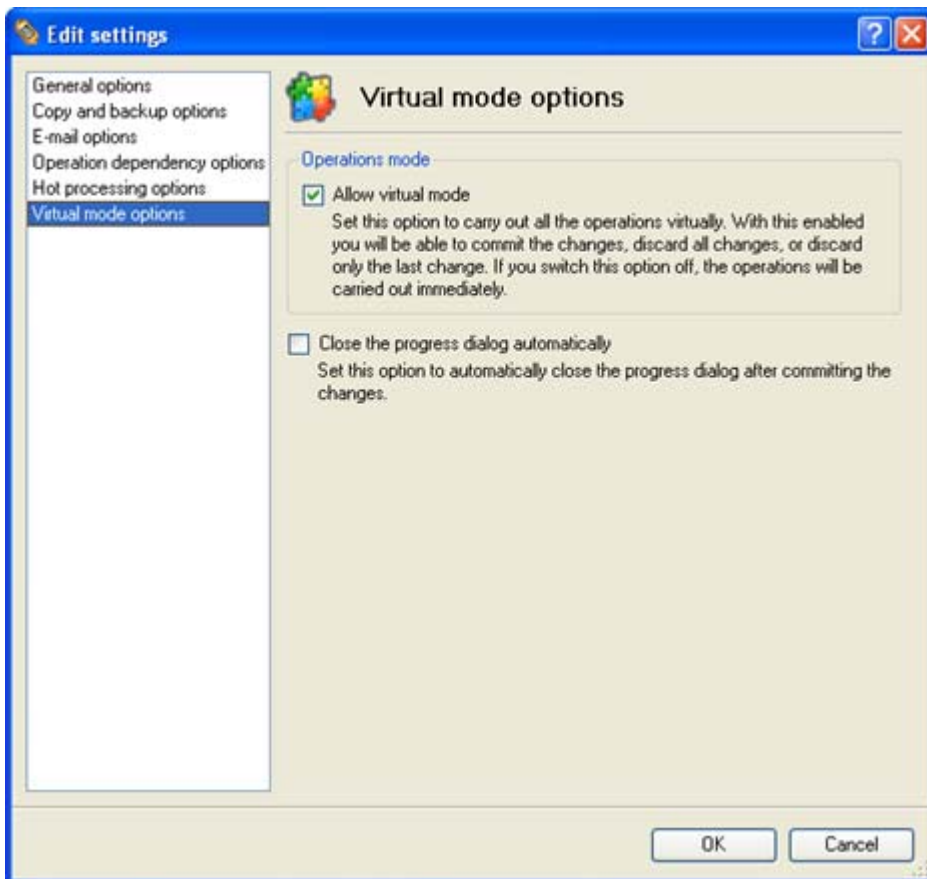 Edit settings
General options
Copy and backup options
E-mail options
Operation dependency options
Hot processing options
Virtual mode options
Virtual mode options
Operations mode
Allow virtual mode
Set this option to carry out all the operations virtually. With this enabled
you will be able to commit the changes, discard all changes, or discard
only the last change. If you switch this option off, the operations will be
carried out immediately.
Close the progress dialog automatically
Set this option to automatically close the progress dialog after committing the
changes.
OK
Cancel